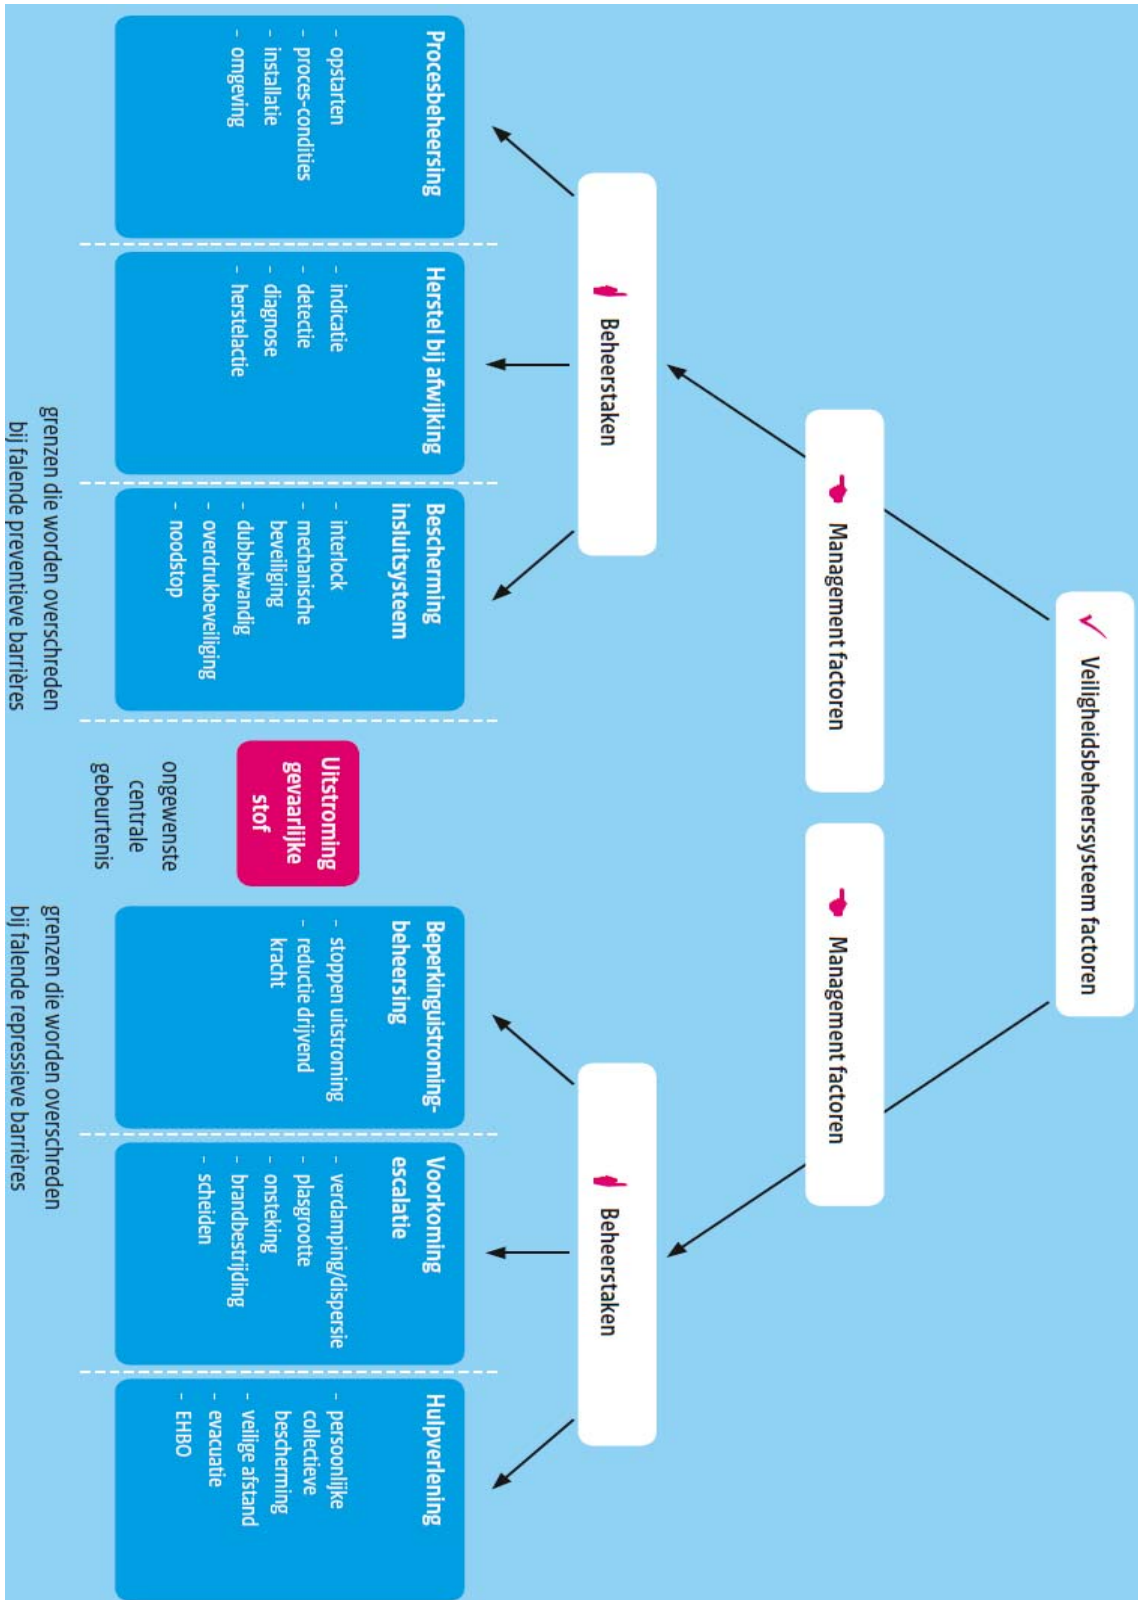 Veiligheidsbeheerssysteem factoren
Management factoren
Management factoren
Beheerstaken
Beheerstaken
Procesbeheersing
- opstarten
- proces-condities
- installatie
- omgeving
Herstel bij afwijking
- indicatie
- detectie
- diagnose
- herstelactie
Bescherming
insluitsysteem
- interlock
- mechanische
beveiliging
- dubbelwandig
- overdrukbeveiliging
- noodstop
Uitstroming
gevaarlijke
stof
Beperkinguistroming-
beheersing
- stoppen uitstroming
- reductie drijvend
kracht
Voorkoming
escalatie
- verdamping/dispersie
- plasgrootte
- onsteking
- brandbestrijding
- scheiden
Hulpverlening
- persoonlijke
collectieve
bescherming
- veilige afstand
- evacuatie
- EHBO
grenzen die worden overschreden
bij falende preventieve barrières
ongewenste
centrale
gebeurtenis
grenzen die worden overschreden
bij falende repressieve barrières